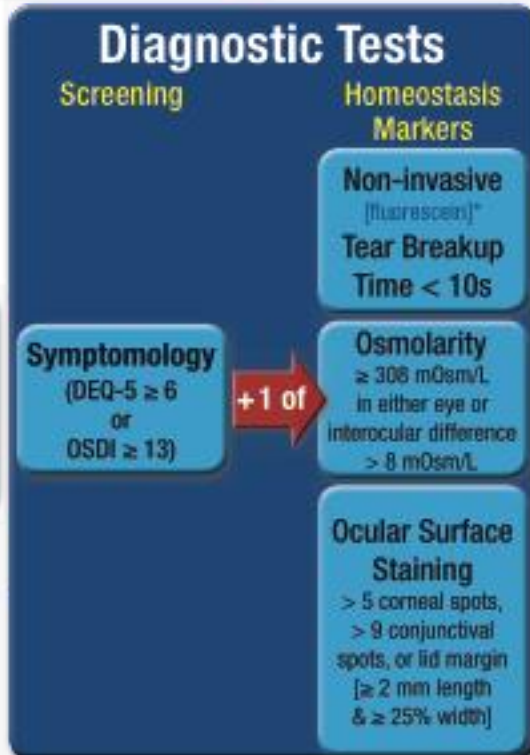 Diagnostic Tests
Screening
Homeostasis
Markers
Non-invasive
[fluorescein]*
Tear Breakup
Time < 10s
Symptomology
(DEQ-5 ≥ 6
or
OSDI ≥ 13)
+1 of
Osmolarity
≥ 308 mOsm/L
in either eye or
interocular difference
> 8 mOsm/L
Ocular Surface
Staining
> 5 corneal spots,
> 9 conjunctival
spots, or lid margin
[≥ 2 mm length
& ≥ 25% width]